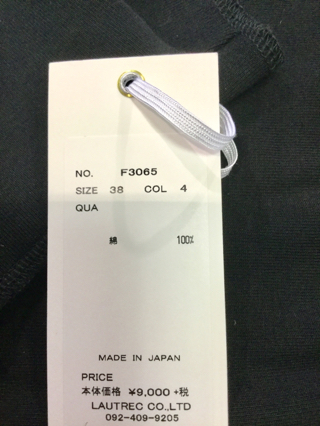 NO. F3065
SIZE 38 COL 4
QUA
綿 100%
MADE IN JAPAN
PRICE
本体価格 ¥9,000 +税
LAUTREC CO.,LTD
092-409-9205